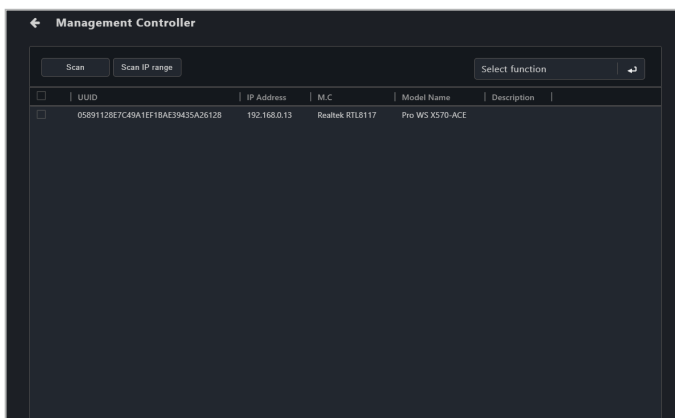 Management Controller
Scan Scan IP range Select function
UUID IP Address M.C Model Name Description
05891128E7C49A1EF1BAE39435A26128 192.168.0.13 Realtek RTL8117 Pro WS X570-ACE